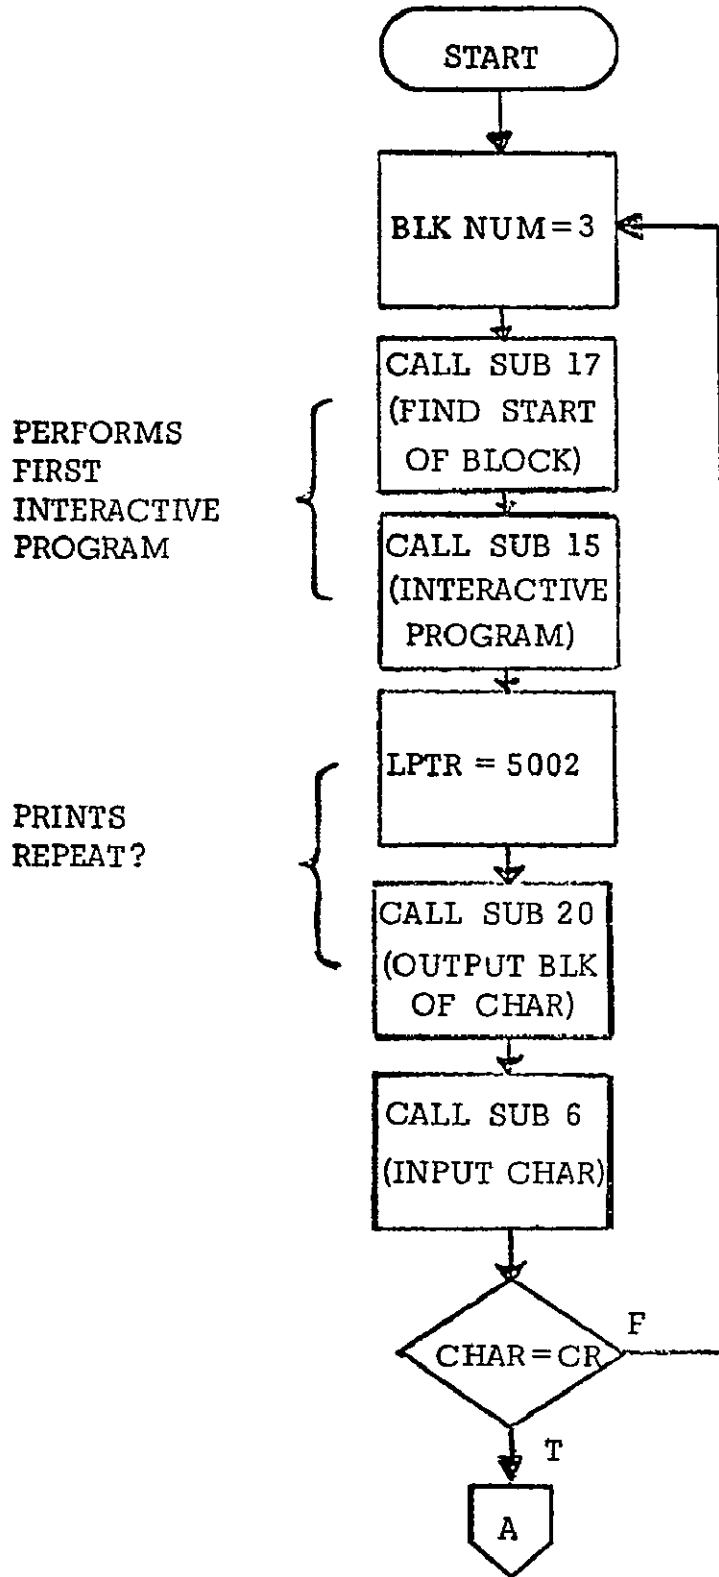 START
BLK NUM=3
CALL SUB 17
(FIND START
OF BLOCK)
PERFORMS
FIRST
INTERACTIVE
PROGRAM
CALL SUB 15
(INTERACTIVE
PROGRAM)
LPTR = 5002
PRINTS
REPEAT?
CALL SUB 20
(OUTPUT BLK
OF CHAR)
CALL SUB 6
(INPUT CHAR)
CHAR=CR
F
T
A